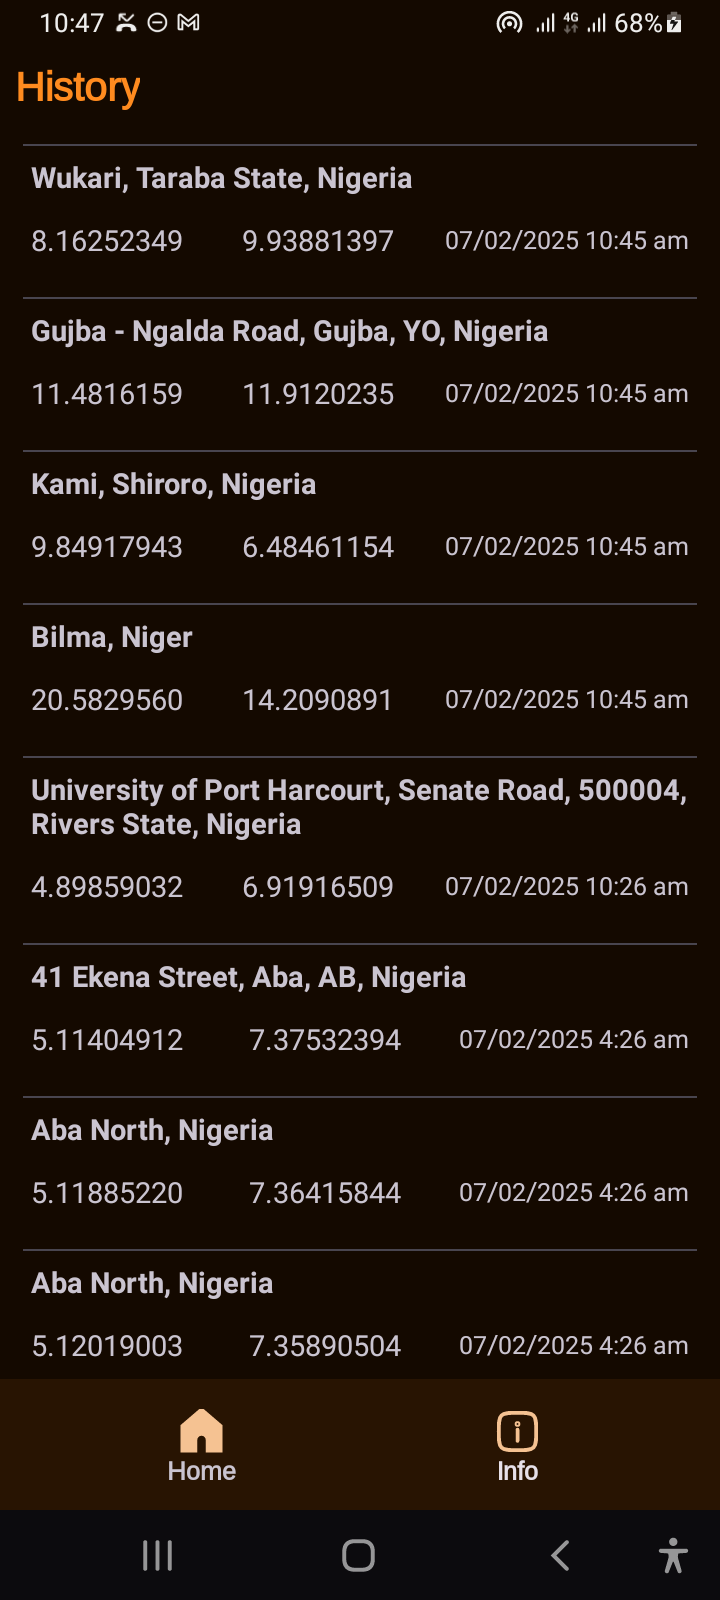 10:47 4G 68%
History
Wukari, Taraba State, Nigeria
8.16252349 9.93881397 07/02/2025 10:45 am
Gujba - Ngalda Road, Gujba, YO, Nigeria
11.4816159 11.9120235 07/02/2025 10:45 am
Kami, Shiroro, Nigeria
9.84917943 6.48461154 07/02/2025 10:45 am
Bilma, Niger
20.5829560 14.2090891 07/02/2025 10:45 am
University of Port Harcourt, Senate Road, 500004,
Rivers State, Nigeria
4.89859032 6.91916509 07/02/2025 10:26 am
41 Ekena Street, Aba, AB, Nigeria
5.11404912 7.37532394 07/02/2025 4:26 am
Aba North, Nigeria
5.11885220 7.36415844 07/02/2025 4:26 am
Aba North, Nigeria
5.12019003 7.35890504 07/02/2025 4:26 am
Home Info